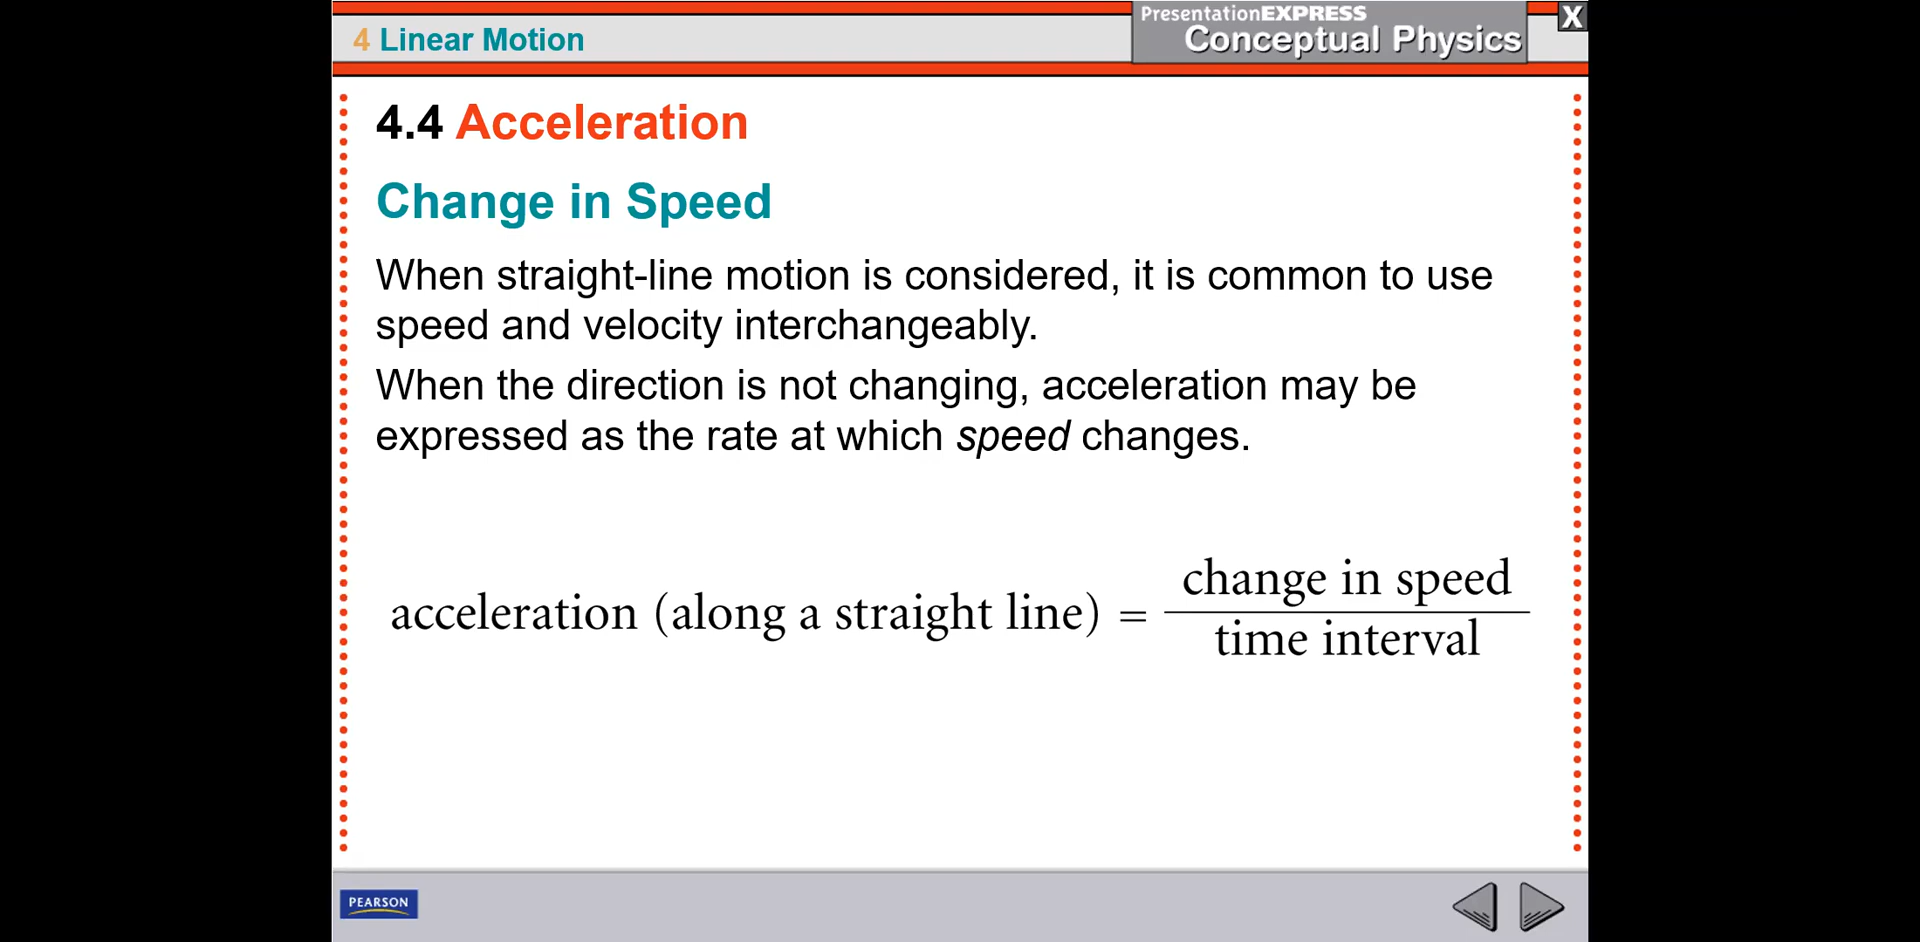 4 Linear Motion
PresentationEXPRESS
Conceptual Physics
X
4.4 Acceleration
Change in Speed
When straight-line motion is considered, it is common to use
speed and velocity interchangeably.
When the direction is not changing, acceleration may be
expressed as the rate at which speed changes.
change in speed
acceleration (along a straight line) =
time interval
PEARSON